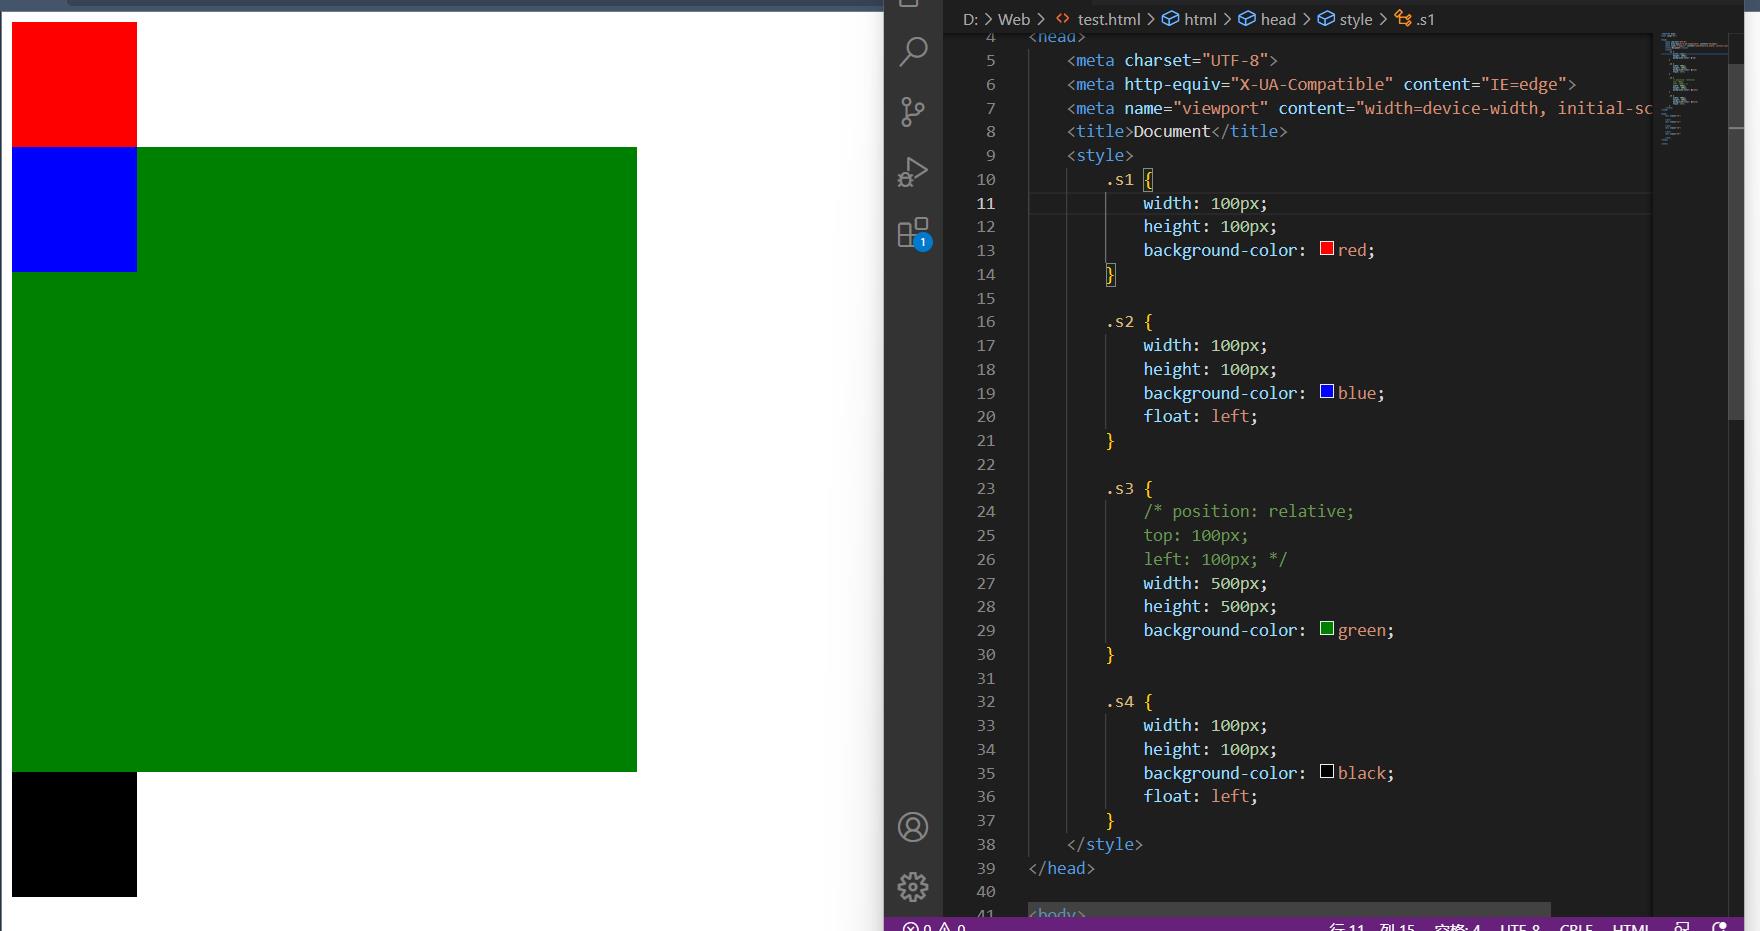 D: > Web > <> test.html > html > head > style > .s1
4 <head>
5 <meta charset="UTF-8">
6 <meta http-equiv="X-UA-Compatible" content="IE=edge">
7 <meta name="viewport" content="width=device-width, initial-sc
8 <title>Document</title>
9 <style>
10 .s1 {
11 width: 100px;
12 height: 100px;
13 background-color: red;
14 }
15
16 .s2 {
17 width: 100px;
18 height: 100px;
19 background-color: blue;
20 float: left;
21 }
22
23 .s3 {
24 /* position: relative;
25 top: 100px;
26 left: 100px; */
27 width: 500px;
28 height: 500px;
29 background-color: green;
30 }
31
32 .s4 {
33 width: 100px;
34 height: 100px;
35 background-color: black;
36 float: left;
37 }
38 </style>
39 </head>
40
41 <body>
1
0 0 行 11, 列 15 空格: 4 UTF-8 CRLF HTML